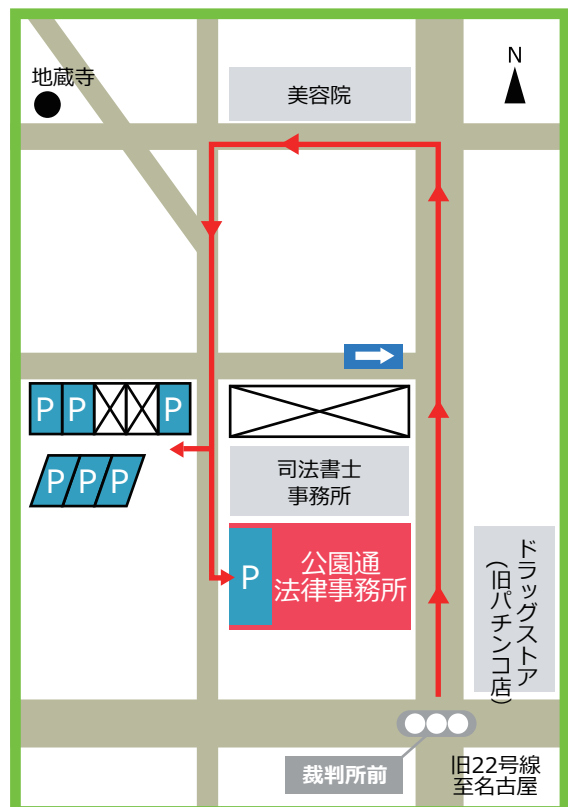 地蔵寺
美容院
N
P
P
P
P
P
P
司法書士
事務所
P
公園通
法律事務所
ドラッグストア
(旧パチンコ店)
裁判所前
旧22号線
至名古屋